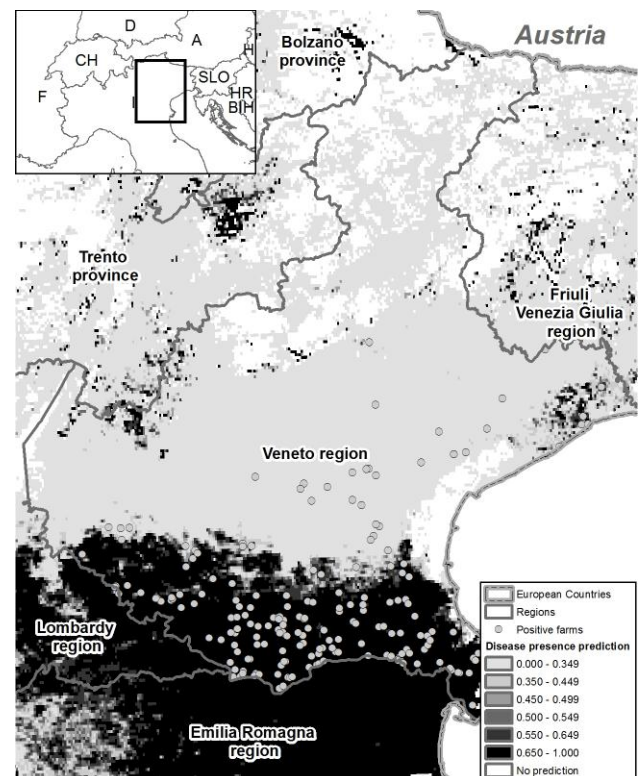 D
A
H
CH
SLO
F
HR
I
BIH
Bolzano
province
Austria
Trento
province
Friuli
Venezia Giulia
region
Veneto region
Lombardy
region
Emilia Romagna
region
European Countries
Regions
Positive farms
Disease presence prediction
0.000 - 0.349
0.350 - 0.449
0.450 - 0.499
0.500 - 0.549
0.550 - 0.649
0.650 - 1.000
No prediction